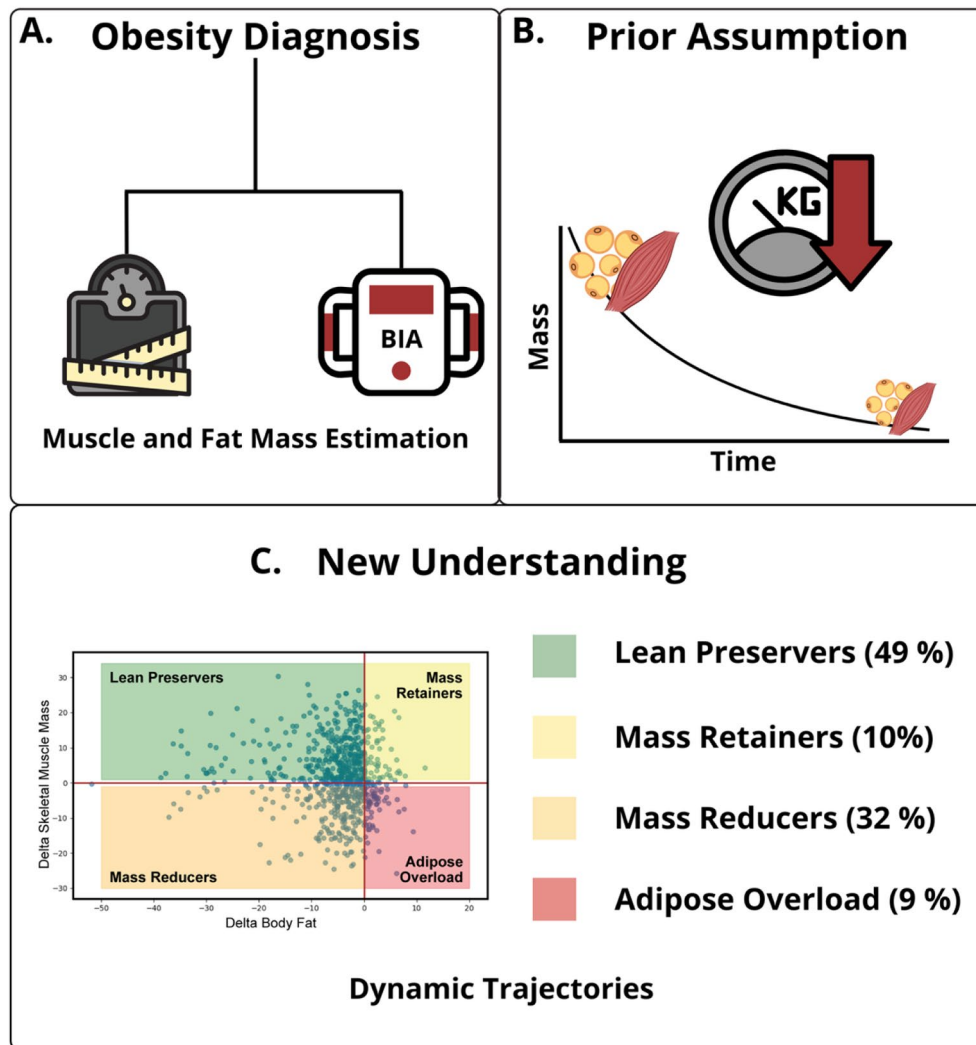 A. Obesity Diagnosis
BIA
Muscle and Fat Mass Estimation
B. Prior Assumption
KG
Mass
Time
C. New Understanding
Delta Skeletal Muscle Mass
30
20
10
0
−10
−20
−30
Lean Preservers
Mass
Retainers
Mass Reducers
Adipose
Overload
−50 −40 −30 −20 −10 0 10 20
Delta Body Fat
Lean Preservers (49 %)
Mass Retainers (10%)
Mass Reducers (32 %)
Adipose Overload (9 %)
Dynamic Trajectories